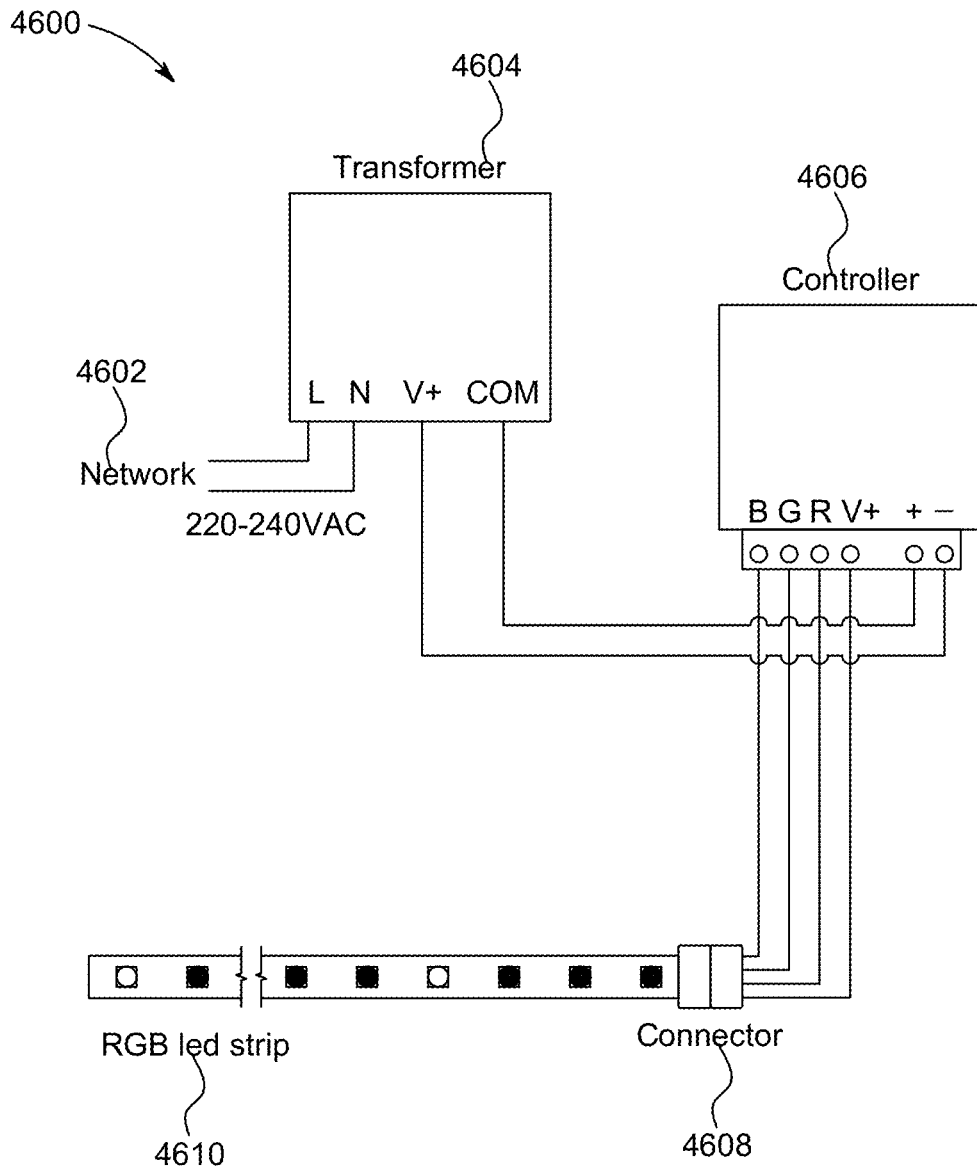 4600
4604
Transformer
4606
Controller
4602
L N V+ COM
Network
220-240VAC
B G R V+ + −
RGB led strip
Connector
4610
4608